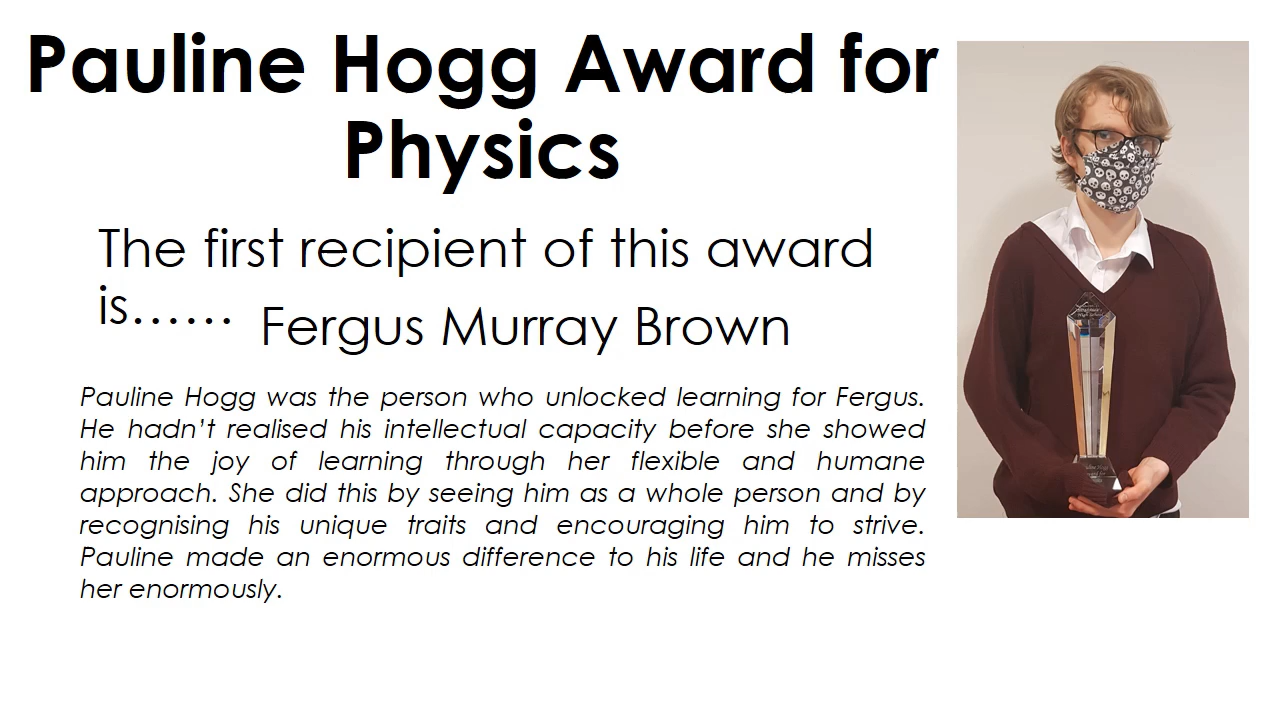 Pauline Hogg Award for
Physics
The first recipient of this award
is……
Fergus Murray Brown
Pauline Hogg was the person who unlocked learning for Fergus.
He hadn’t realised his intellectual capacity before she showed
him the joy of learning through her flexible and humane
approach. She did this by seeing him as a whole person and by
recognising his unique traits and encouraging him to strive.
Pauline made an enormous difference to his life and he misses
her enormously.